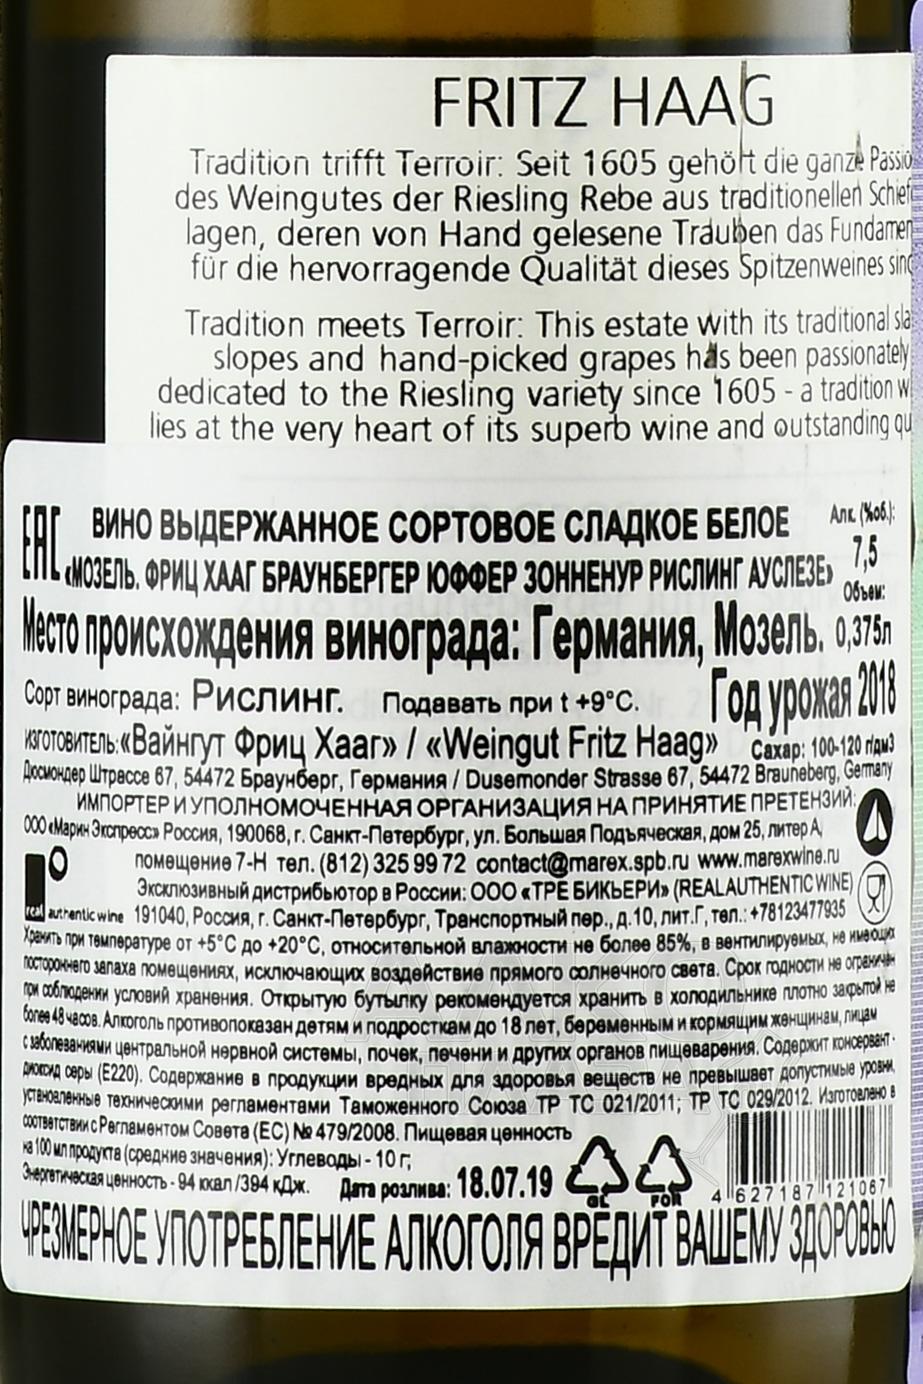 FRITZ HAAG
Tradition trifft Terroir: Seit 1605 gehört die ganze Passio
des Weingutes der Riesling Rebe aus traditionellen Schief
lagen, deren von Hand gelesene Trauben das Fundamen
für die hervorragende Qualität dieses Spitzenweines sind
Tradition meets Terroir: This estate with its traditional sla
slopes and hand-picked grapes has been passionately
dedicated to the Riesling variety since 1605 - a tradition w
lies at the very heart of its superb wine and outstanding qu
EAC ВИНО ВЫДЕРЖАННОЕ СОРТОВОЕ СЛАДКОЕ БЕЛОЕ Алк. (%об.):
«МОЗЕЛЬ. ФРИЦ ХААГ БРАУНБЕРГЕР ЮФФЕР ЗОННЕНУР РИСЛИНГ АУСЛЕЗЕ» 7,5
Объем:
Место происхождения винограда: Германия, Мозель. 0,375л
Сорт винограда: Рислинг. Подавать при t +9°C. Год урожая 2018
изготовитель: «Вайнгут Фриц Хааг» / «Weingut Fritz Haag» Сахар: 100-120 г/дм3
Дюсмондер Штрассе 67, 54472 Браунберг, Германия / Dusemonder Strasse 67, 54472 Brauneberg, Germany
ИМПОРТЕР И УПОЛНОМОЧЕННАЯ ОРГАНИЗАЦИЯ НА ПРИНЯТИЕ ПРЕТЕНЗИЙ:
ООО «Марин Экспресс» Россия, 190068, г. Санкт-Петербург, ул. Большая Подъяческая, дом 25, литер А,
помещение 7-Н тел. (812) 325 99 72 contact@marex.spb.ru www.marexwine.ru
Эксклюзивный дистрибьютор в России: ООО «ТРЕ БИКЬЕРИ» (REAL AUTHENTIC WINE)
real authentic wine 191040, Россия, г. Санкт-Петербург, Транспортный пер., д.10, лит.Г, тел.: +78123477935
Хранить при температуре от +5°C до +20°C, относительной влажности не более 85%, в вентилируемых, не имеющих
постороннего запаха помещениях, исключающих воздействие прямого солнечного света. Срок годности не ограничен
при соблюдении условий хранения. Открытую бутылку рекомендуется хранить в холодильнике плотно закрытой не
более 48 часов. Алкоголь противопоказан детям и подросткам до 18 лет, беременным и кормящим женщинам, лицам
с заболеваниями центральной нервной системы, почек, печени и других органов пищеварения. Содержит консервант -
диоксид серы (E220). Содержание в продукции вредных для здоровья веществ не превышает допустимые уровни,
установленные техническими регламентами Таможенного Союза ТР ТС 021/2011; ТР ТС 029/2012. Изготовлено в
соответствии с Регламентом Совета (ЕС) № 479/2008. Пищевая ценность
на 100 мл продукта (средние значения): Углеводы - 10 г;
Энергетическая ценность - 94 ккал /394 кДж. Дата розлива: 18.07.19
GL FOR 4 627187 121067
ЧРЕЗМЕРНОЕ УПОТРЕБЛЕНИЕ АЛКОГОЛЯ ВРЕДИТ ВАШЕМУ ЗДОРОВЬЮ